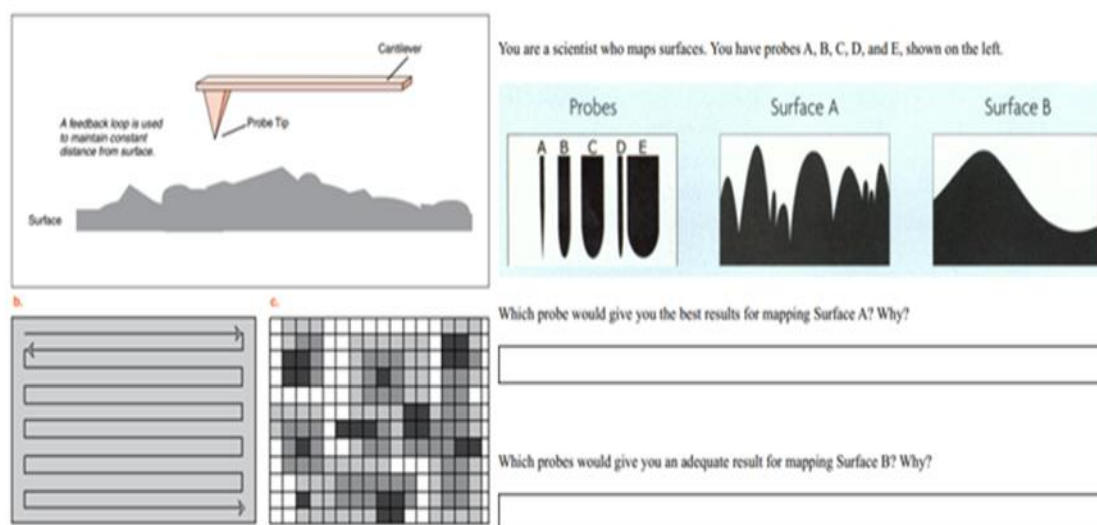 Cantilever
A feedback loop is used
to maintain constant
distance from surface.
Probe Tip
Surface
b.
c.
You are a scientist who maps surfaces. You have probes A, B, C, D, and E, shown on the left.
Probes
Surface A
Surface B
A B C D E
Which probe would give you the best results for mapping Surface A? Why?
Which probes would give you an adequate result for mapping Surface B? Why?